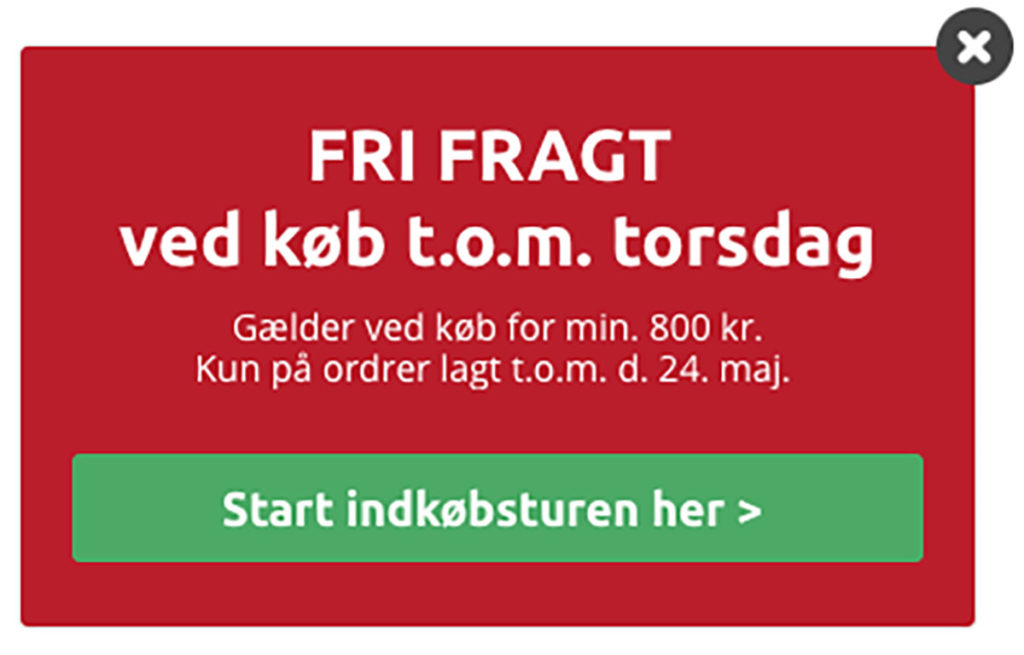 FRI FRAGT
ved køb t.o.m. torsdag
Gælder ved køb for min. 800 kr.
Kun på ordrer lagt t.o.m. d. 24. maj.
Start indkøbsturen her >